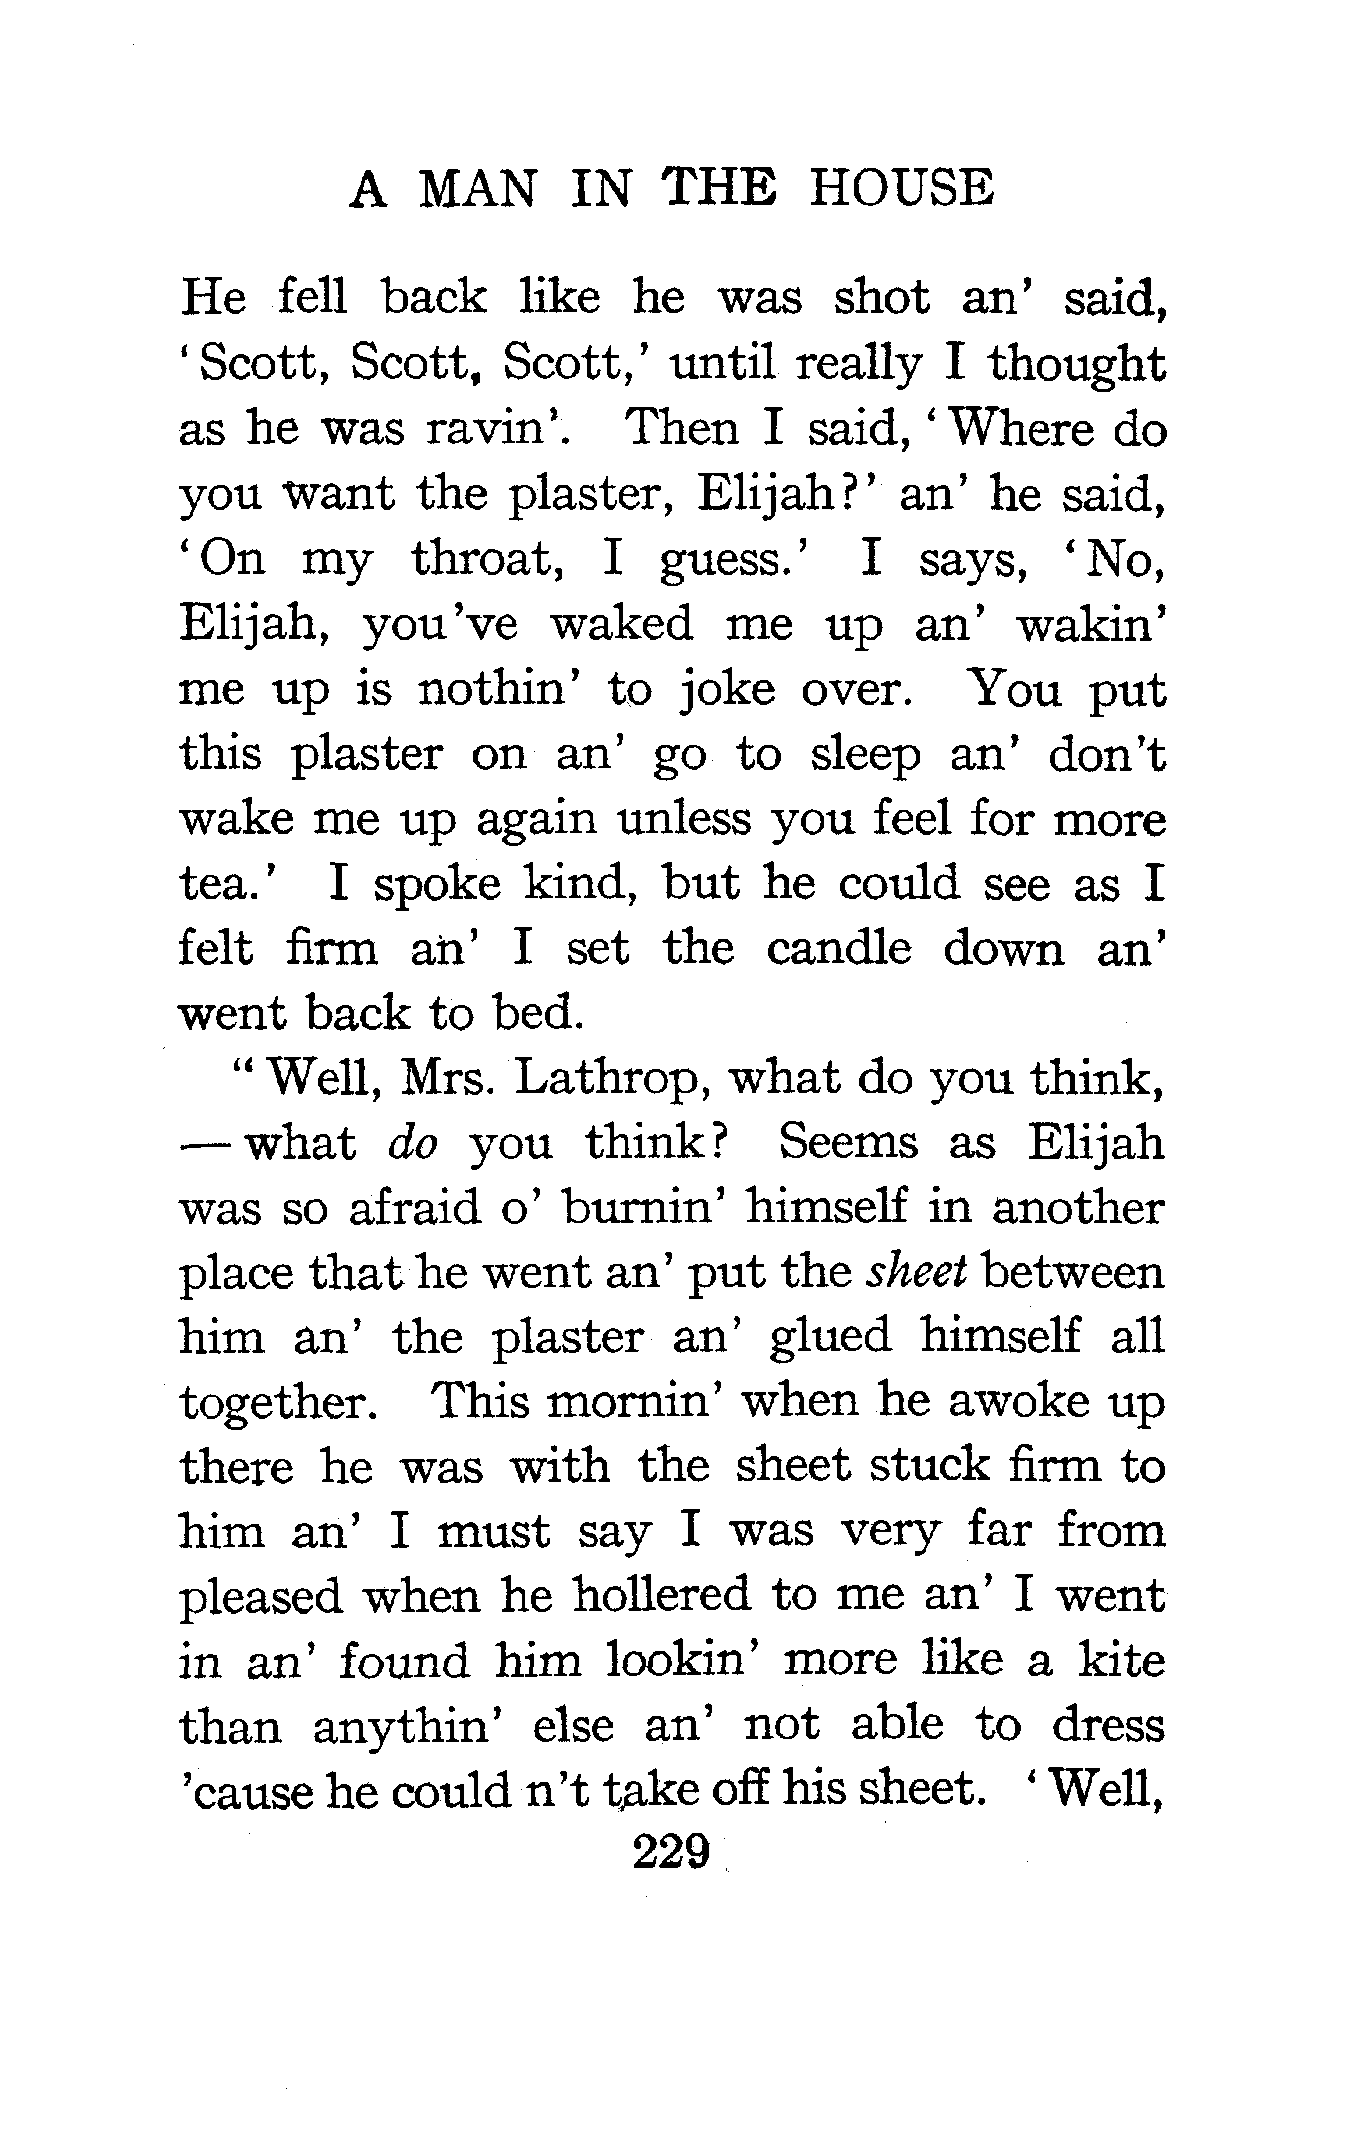 A MAN IN THE HOUSE
He fell back like he was shot an' said,
'Scott, Scott, Scott,' until really I thought
as he was ravin'. Then I said, 'Where do
you want the plaster, Elijah?' an' he said,
'On my throat, I guess.' I says, 'No,
Elijah, you've waked me up an' wakin'
me up is nothin' to joke over. You put
this plaster on an' go to sleep an' don't
wake me up again unless you feel for more
tea.' I spoke kind, but he could see as I
felt firm an' I set the candle down an'
went back to bed.
"Well, Mrs. Lathrop, what do you think,
— what do you think? Seems as Elijah
was so afraid o' burnin' himself in another
place that he went an' put the sheet between
him an' the plaster an' glued himself all
together. This mornin' when he awoke up
there he was with the sheet stuck firm to
him an' I must say I was very far from
pleased when he hollered to me an' I went
in an' found him lookin' more like a kite
than anythin' else an' not able to dress
'cause he could n't take off his sheet. 'Well,
229